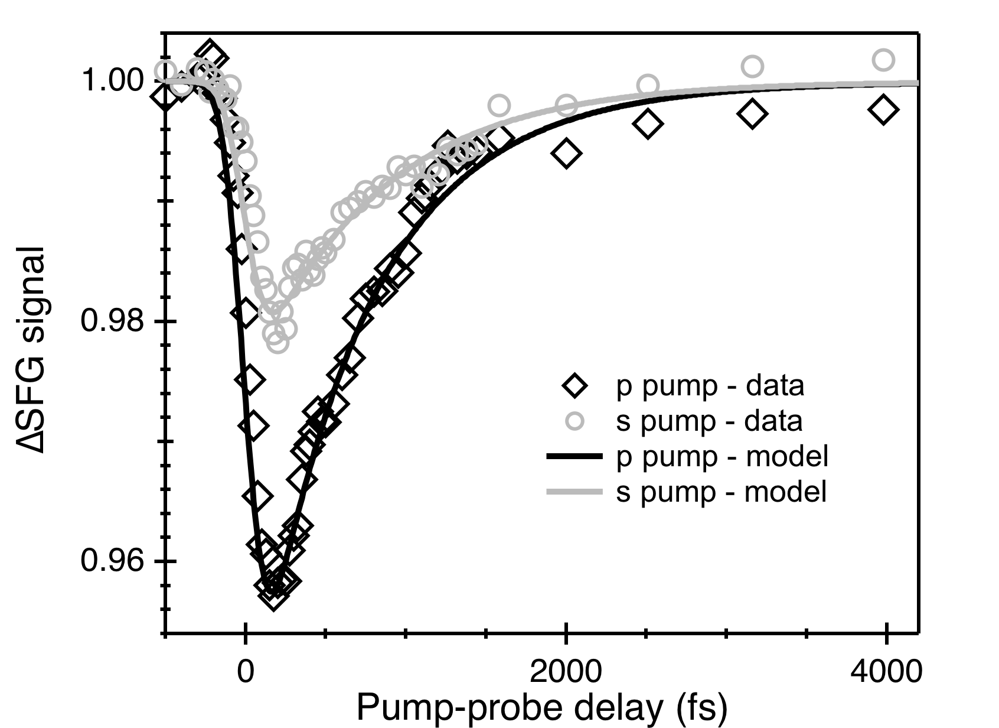 1.00
0.98
0.96
ΔSFG signal
p pump - data
s pump - data
p pump - model
s pump - model
0 2000 4000
Pump-probe delay (fs)